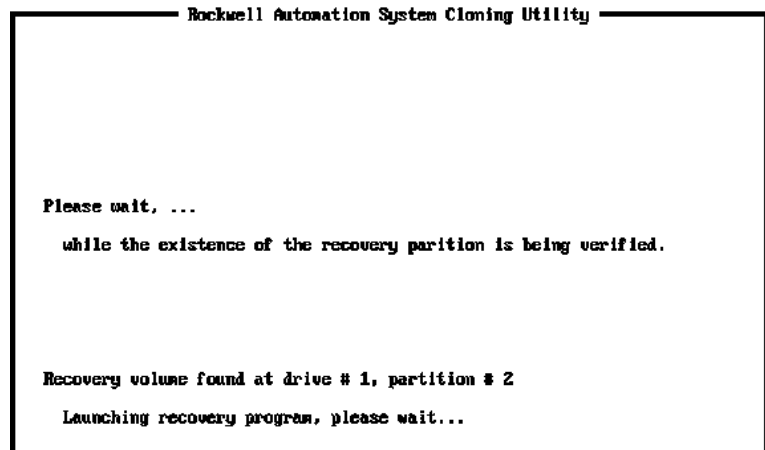 Rockwell Automation System Cloning Utility
Please wait, ...
while the existence of the recovery parition is being verified.
Recovery volume found at drive # 1, partition # 2
Launching recovery program, please wait...